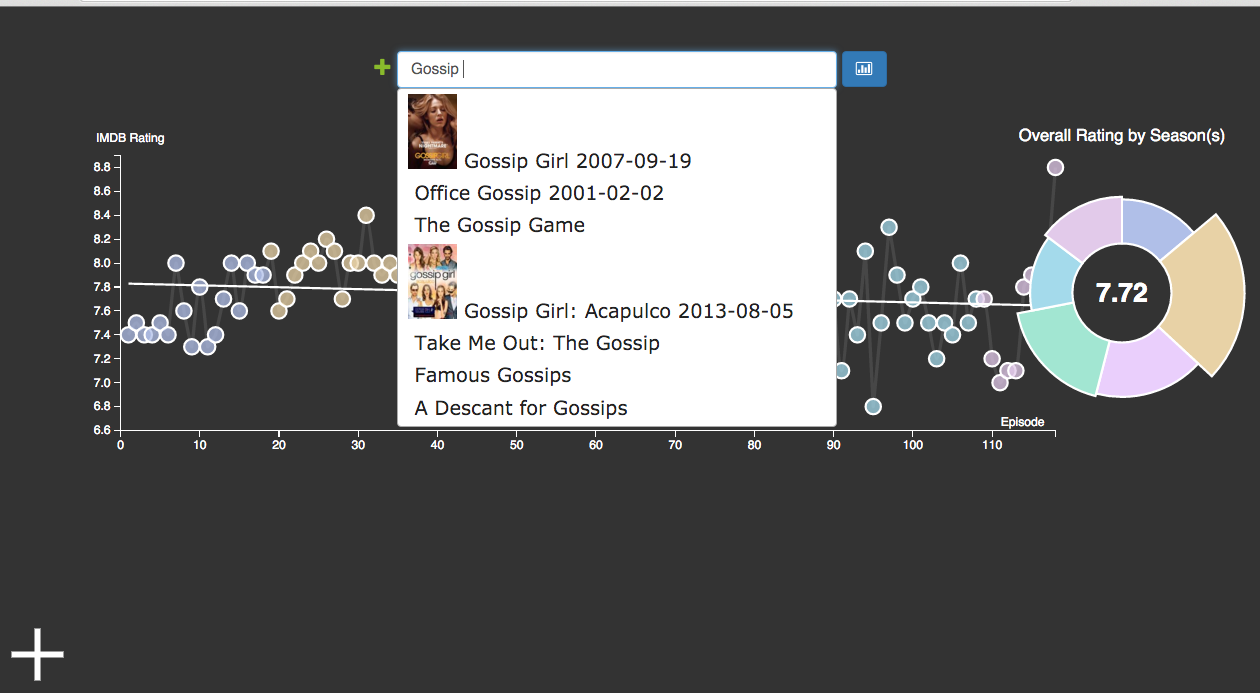 Gossip
IMDB Rating
Overall Rating by Season(s)
Gossip Girl 2007-09-19
Office Gossip 2001-02-02
The Gossip Game
gossip girl
Gossip Girl: Acapulco 2013-08-05
Take Me Out: The Gossip
Famous Gossips
A Descant for Gossips
8.8
8.6
8.4
8.2
8.0
7.8
7.6
7.4
7.2
7.0
6.8
6.6
7.72
Episode
0 10 20 30 40 50 60 70 80 90 100 110